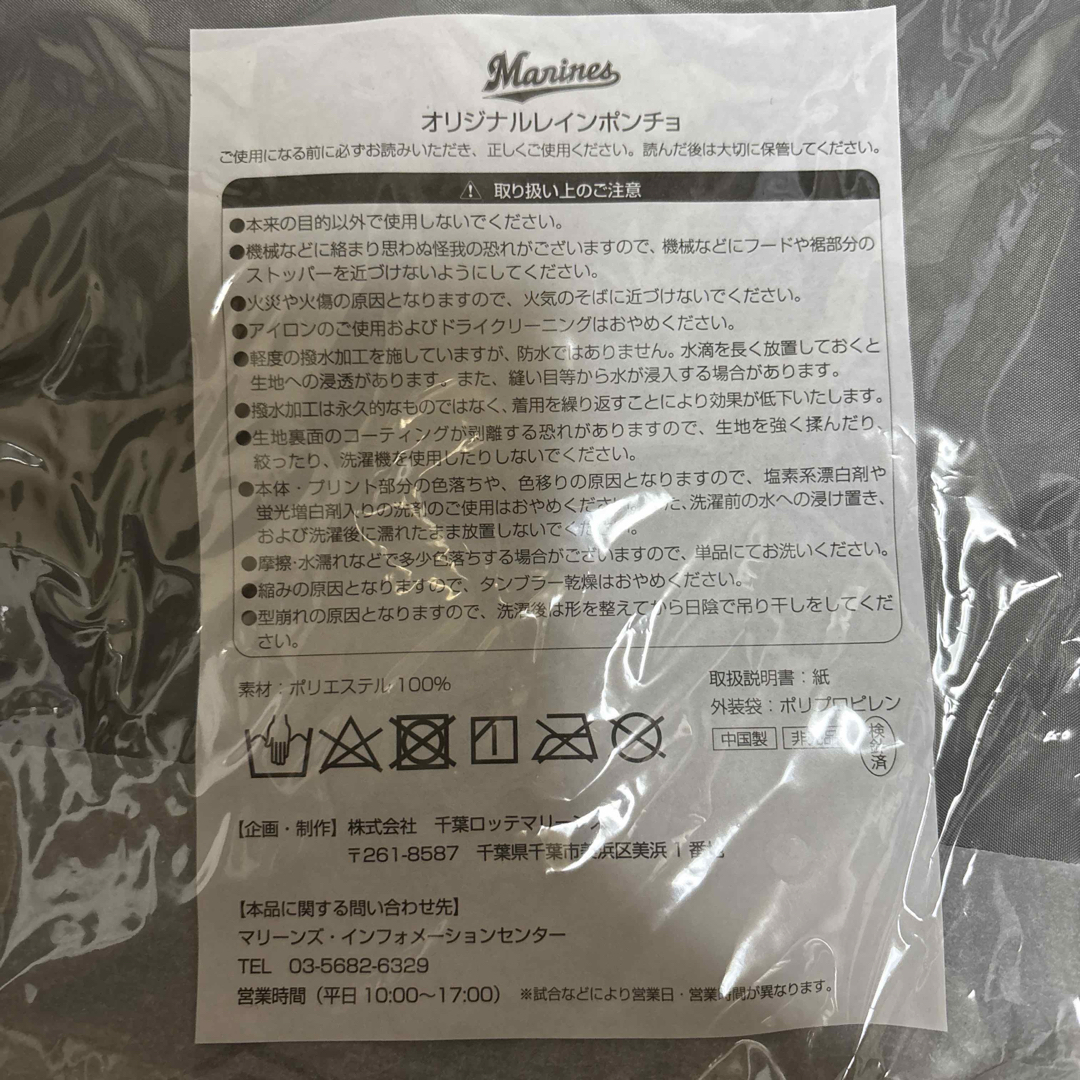 Marines
オリジナルレインポンチョ
ご使用になる前に必ずお読みいただき、正しくご使用ください。読んだ後は大切に保管してください。
⚠ 取り扱い上のご注意
●本来の目的以外で使用しないでください。
●機械などに絡まり思わぬ怪我の恐れがございますので、機械などにフードや裾部分の
ストッパーを近づけないようにしてください。
●火災や火傷の原因となりますので、火気のそばに近づけないでください。
●アイロンのご使用およびドライクリーニングはおやめください。
●軽度の撥水加工を施していますが、防水ではありません。水滴を長く放置しておくと
生地への浸透があります。また、縫い目等から水が浸入する場合があります。
●撥水加工は永久的なものではなく、着用を繰り返すことにより効果が低下いたします。
●生地裏面のコーティングが剥離する恐れがありますので、生地を強く揉んだり、
絞ったり、洗濯機を使用したりしないでください。
●本体・プリント部分の色落ちや、色移りの原因となりますので、塩素系漂白剤や
蛍光増白剤入りの洗剤のご使用はおやめください。また、洗濯前の水への浸け置き、
および洗濯後に濡れたまま放置しないでください。
●摩擦・水濡れなどで多少色落ちする場合がございますので、単品にてお洗いください。
●縮みの原因となりますので、タンブラー乾燥はおやめください。
●型崩れの原因となりますので、洗濯後は形を整えてから日陰で吊り干しをしてくだ
さい。
素材：ポリエステル 100%
取扱説明書：紙
外装袋：ポリプロピレン
中国製 非売品 検針済
【企画・制作】株式会社 千葉ロッテマリーンズ
〒261-8587 千葉県千葉市美浜区美浜1番地
【本品に関する問い合わせ先】
マリーンズ・インフォメーションセンター
TEL 03-5682-6329
営業時間（平日 10:00〜17:00） ※試合などにより営業日・営業時間が異なります。